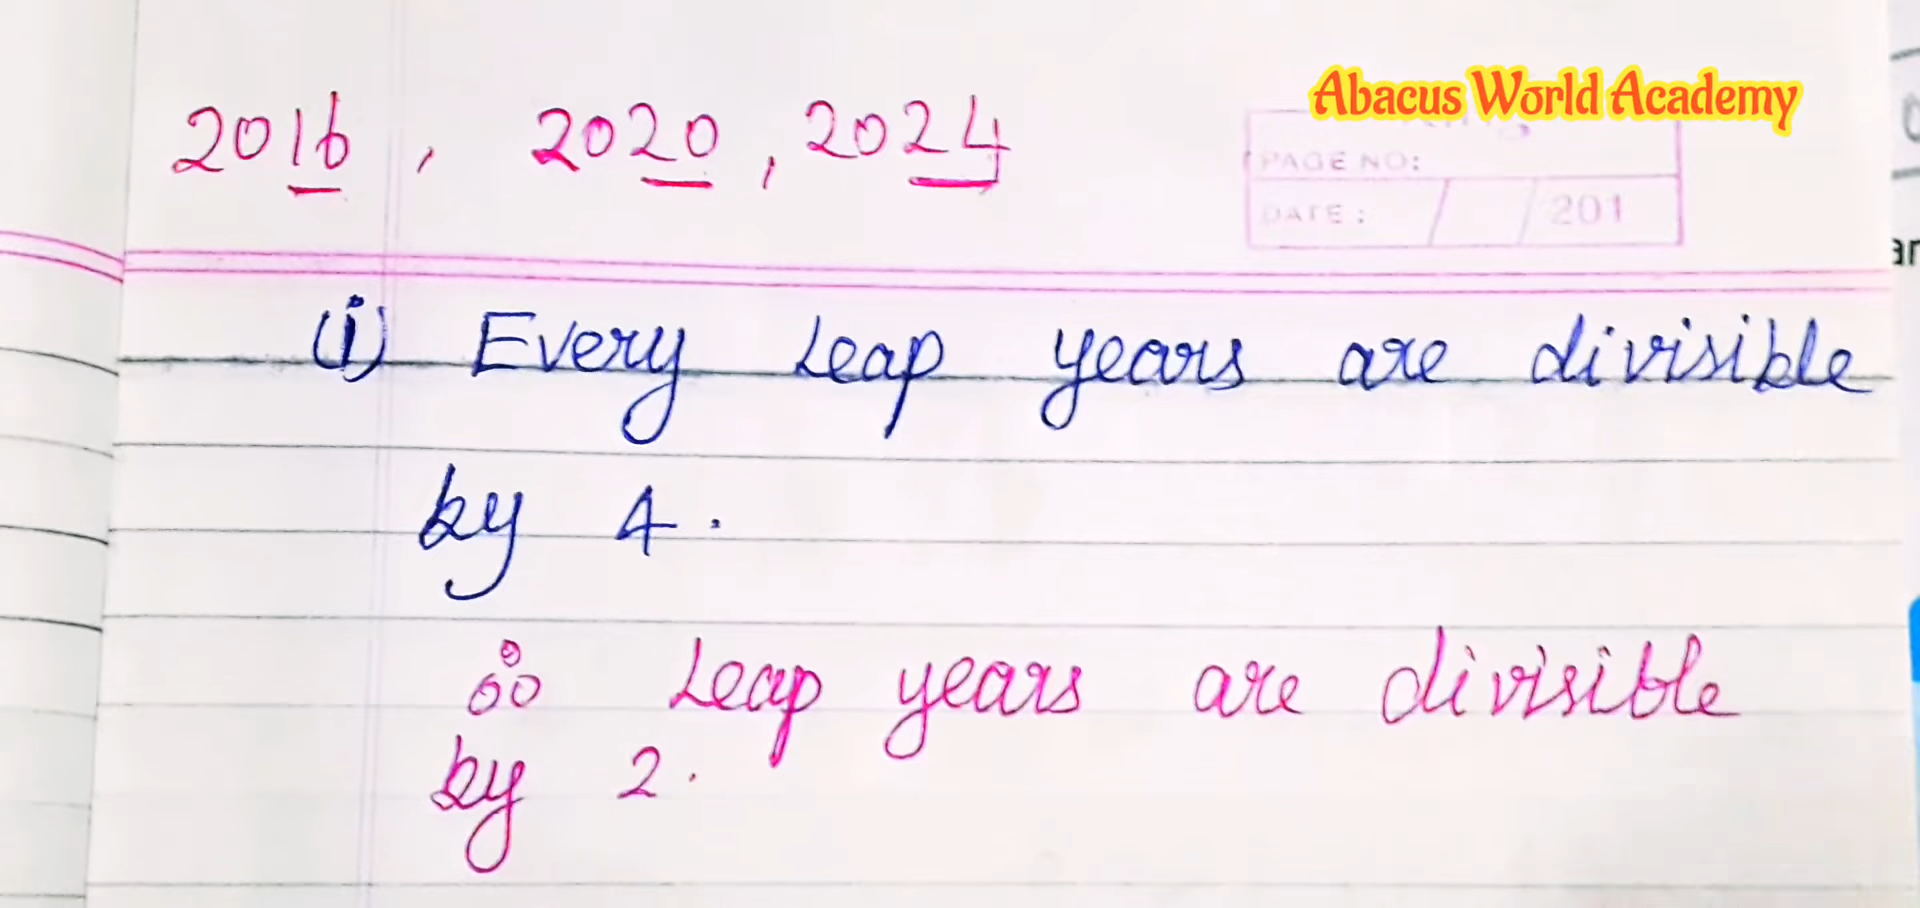 Abacus World Academy
2016 , 2020 , 2024
PAGE NO:
DATE : / / 201
(i) Every Leap years are divisible
by 4 .
∴ Leap years are divisible
by 2 .